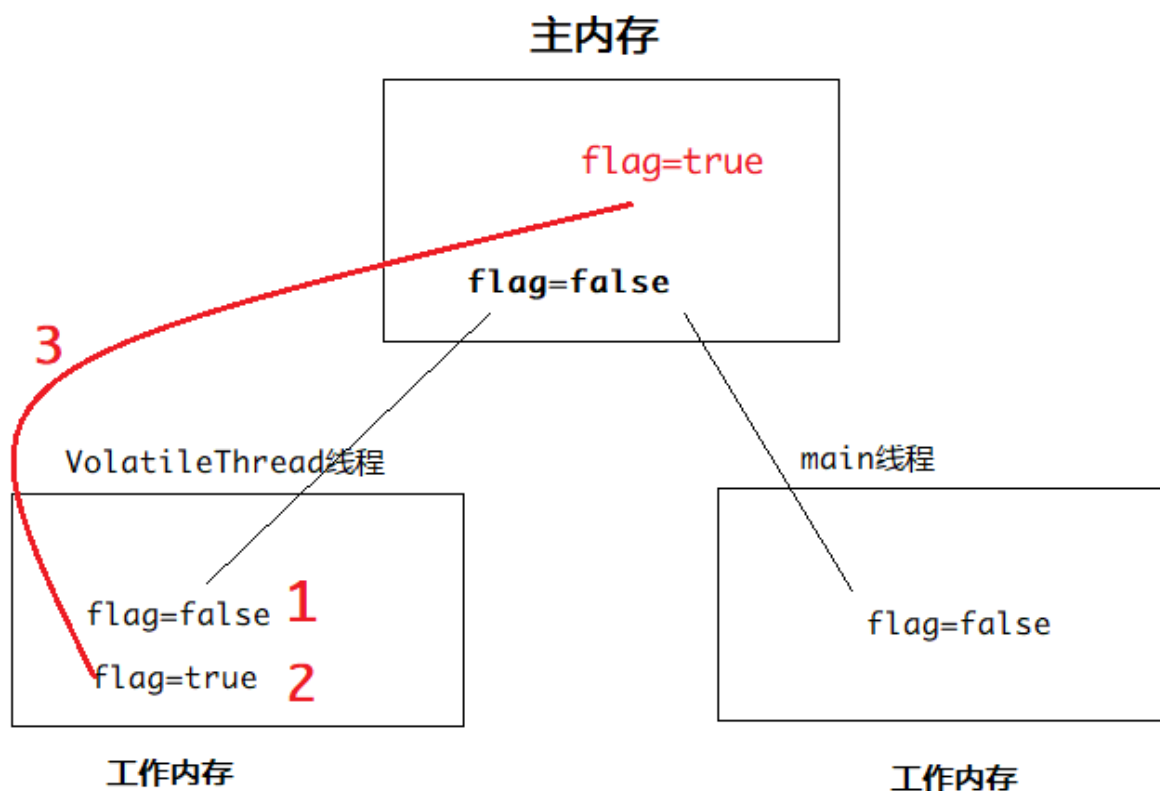 主内存
flag=true
flag=false
3
VolatileThread线程
main线程
flag=false 1
flag=true 2
flag=false
工作内存
工作内存